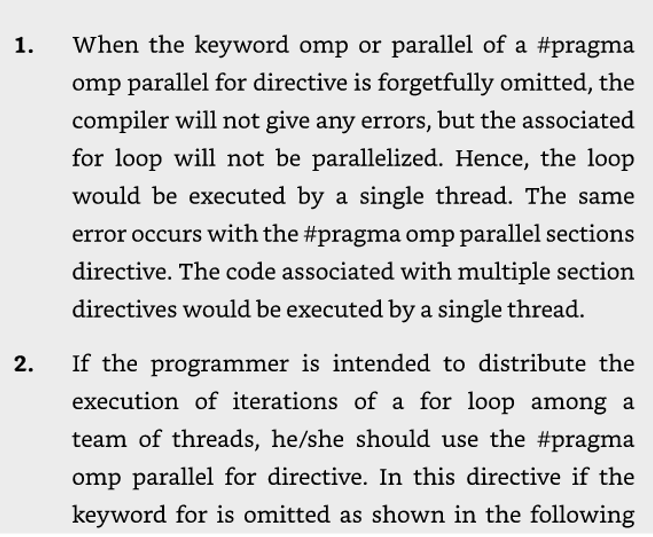 1. When the keyword omp or parallel of a #pragma
omp parallel for directive is forgetfully omitted, the
compiler will not give any errors, but the associated
for loop will not be parallelized. Hence, the loop
would be executed by a single thread. The same
error occurs with the #pragma omp parallel sections
directive. The code associated with multiple section
directives would be executed by a single thread.
2. If the programmer is intended to distribute the
execution of iterations of a for loop among a
team of threads, he/she should use the #pragma
omp parallel for directive. In this directive if the
keyword for is omitted as shown in the following